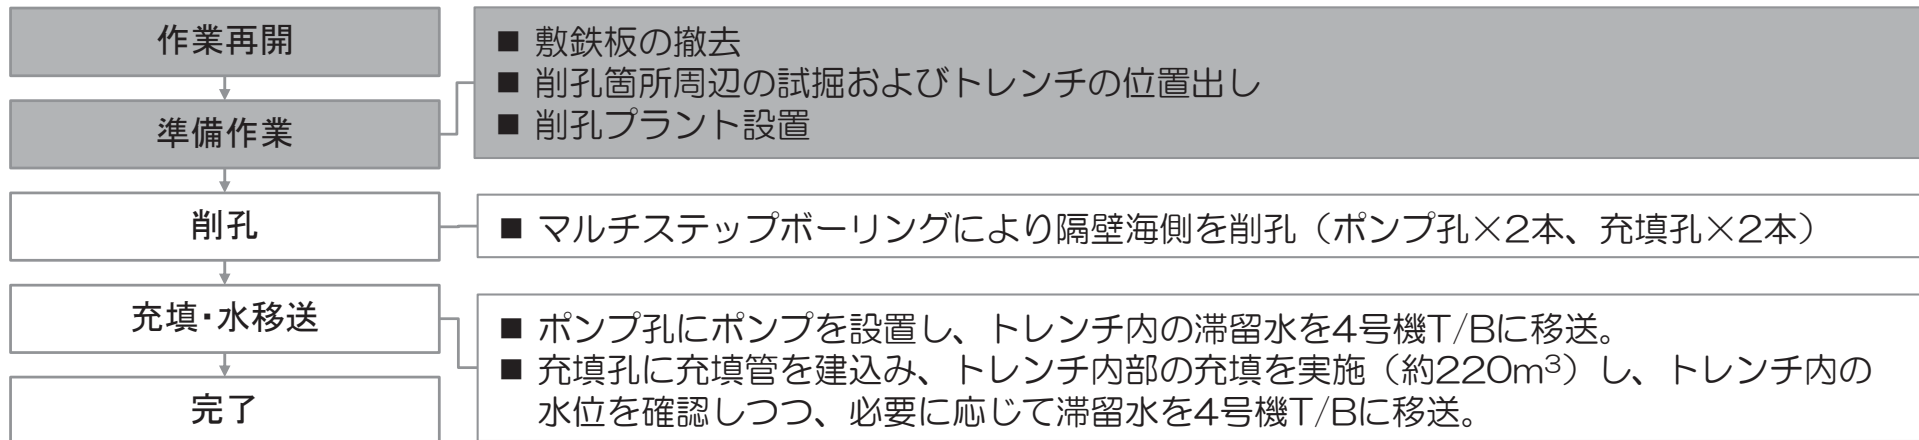 作業再開
■ 敷鉄板の撤去
■ 削孔箇所周辺の試掘およびトレンチの位置出し
準備作業
■ 削孔プラント設置
削孔
■ マルチステップボーリングにより隔壁海側を削孔（ポンプ孔×2本、充填孔×2本）
充填・水移送
■ ポンプ孔にポンプを設置し、トレンチ内の滞留水を4号機T/Bに移送。
■ 充填孔に充填管を建込み、トレンチ内部の充填を実施（約220m³）し、トレンチ内の
水位を確認しつつ、必要に応じて滞留水を4号機T/Bに移送。
完了